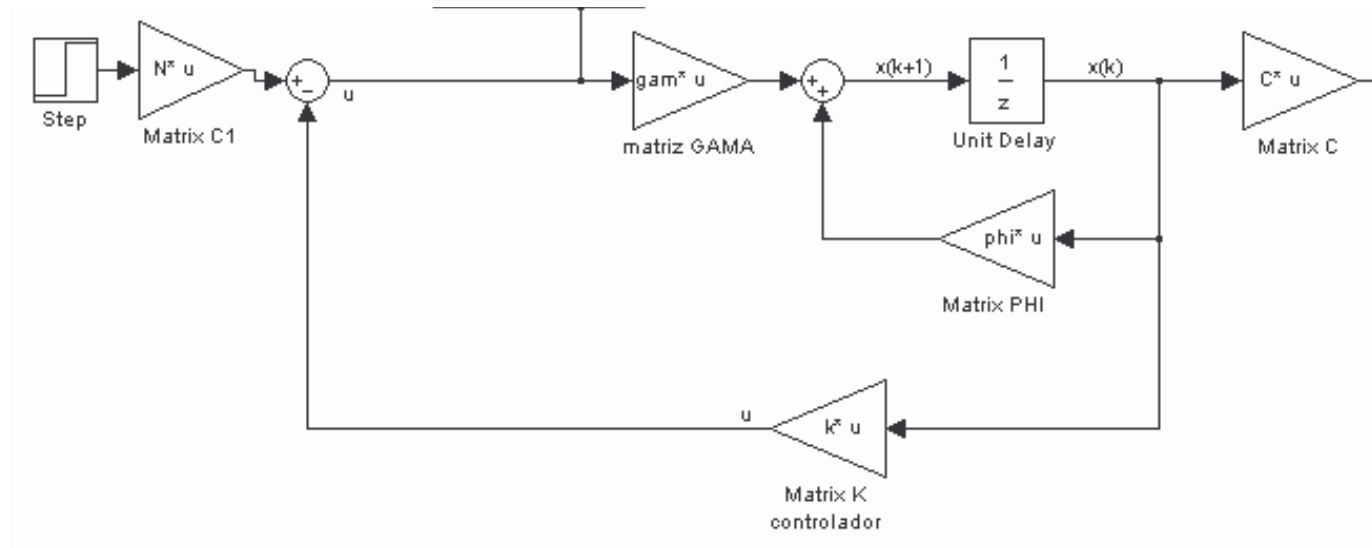 N* u
+
−
u
Step
Matrix C1
gam* u
matriz GAMA
+
+
x(k+1)
1
z
Unit Delay
x(k)
C* u
Matrix C
phi* u
Matrix PHI
u
k* u
Matrix K
controlador